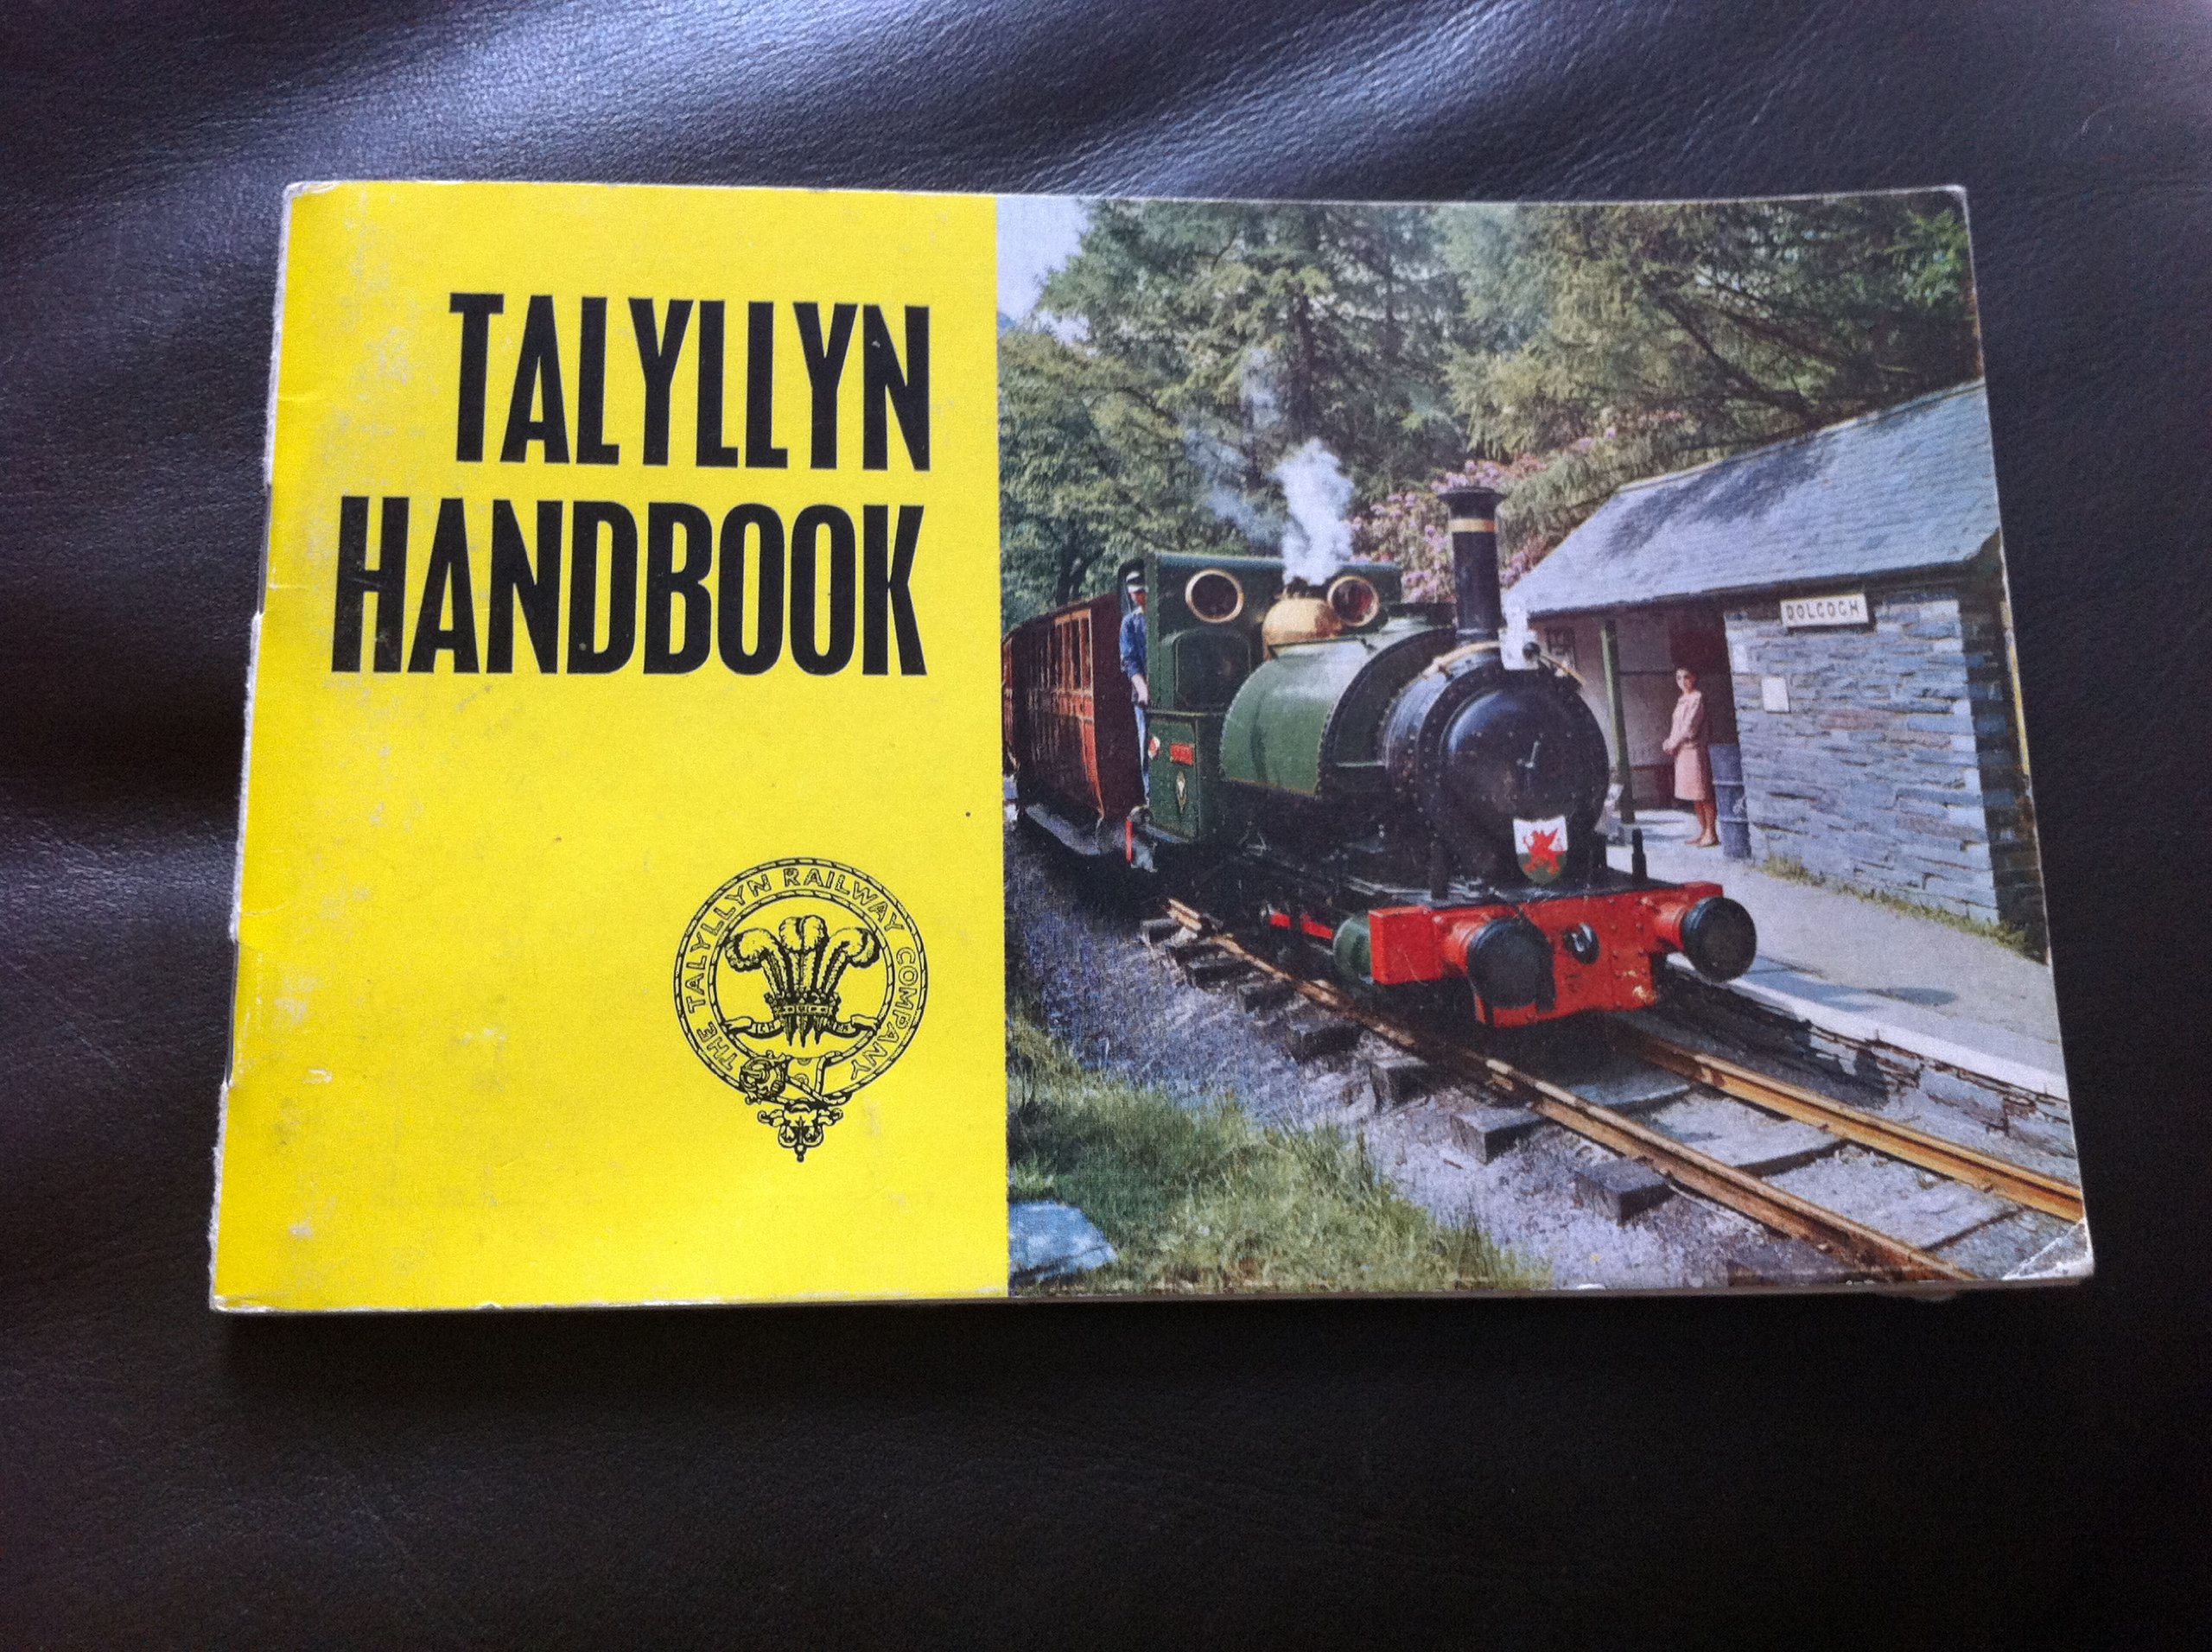 TALYLLYN
HANDBOOK
THE TALYLLYN RAILWAY COMPANY
DOLGOCH